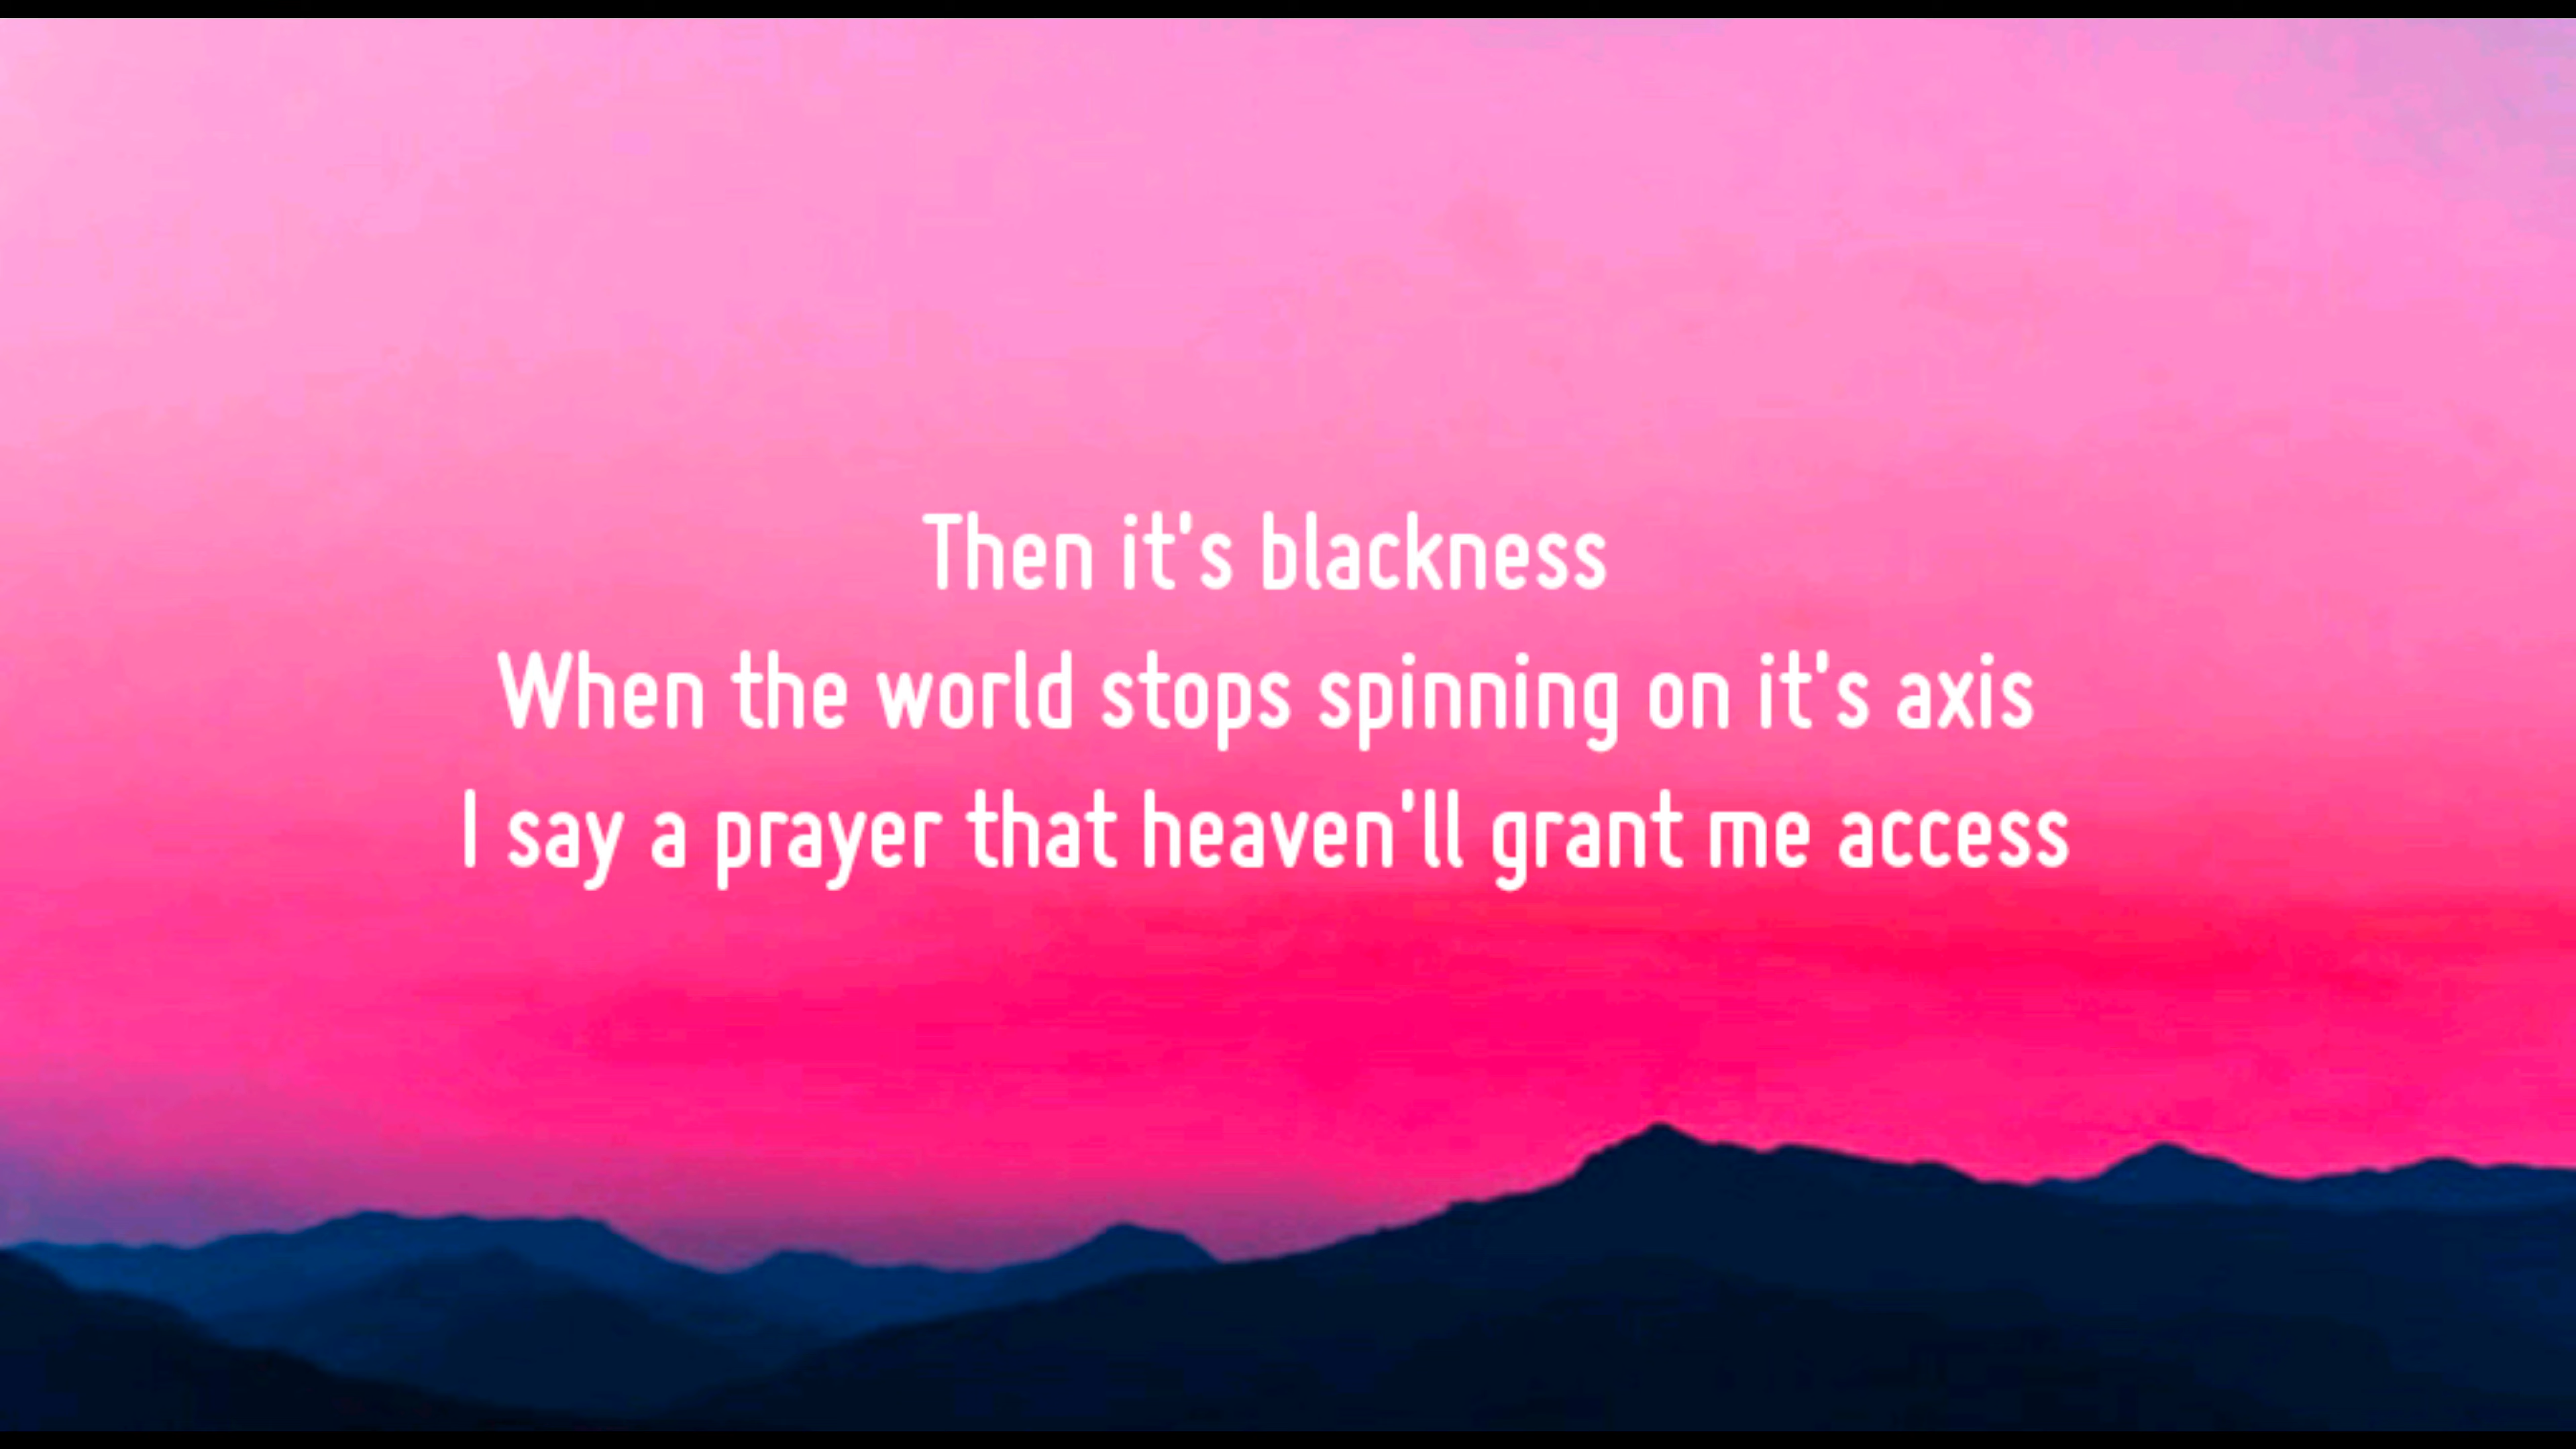 Then it's blackness
When the world stops spinning on it's axis
I say a prayer that heaven'll grant me access